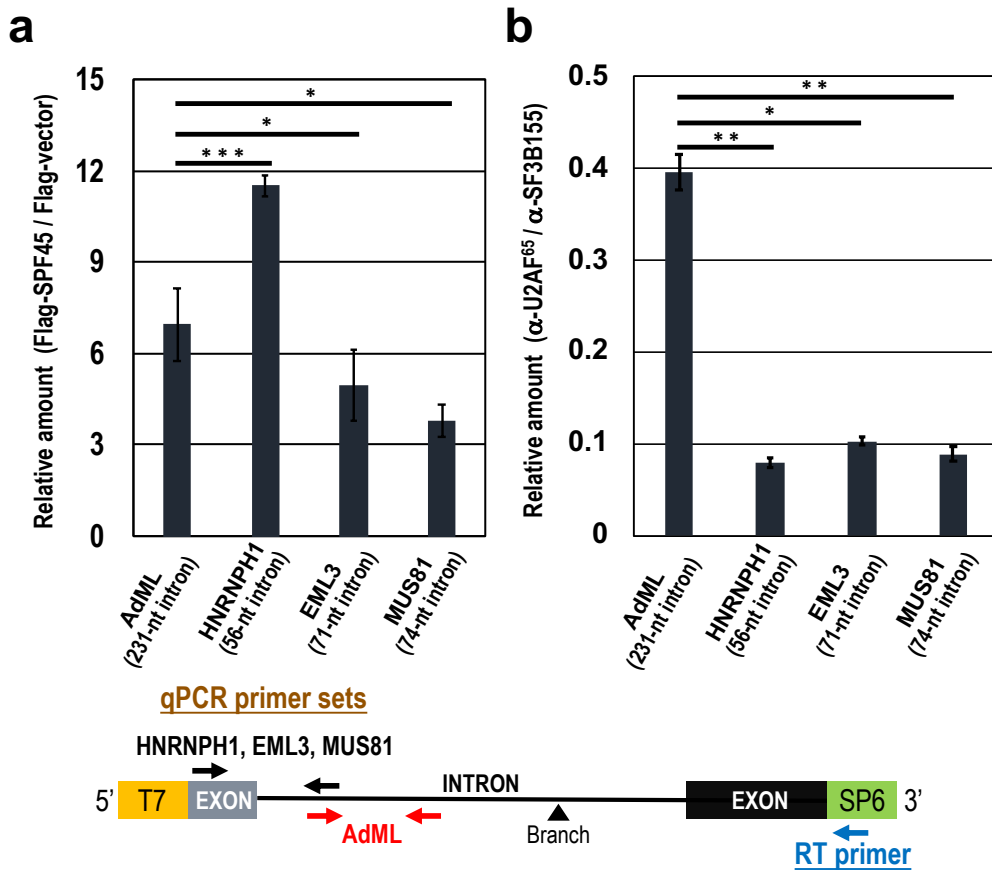 a
Relative amount (Flag-SPF45 / Flag-vector)
15
12
9
6
3
0
*
*
* * *
AdML
(231-nt intron)
HNRNPH1
(56-nt intron)
EML3
(71-nt intron)
MUS81
(74-nt intron)
b
Relative amount (α-U2AF⁶⁵ / α-SF3B155)
0.5
0.4
0.3
0.2
0.1
0
* *
*
* *
AdML
(231-nt intron)
HNRNPH1
(56-nt intron)
EML3
(71-nt intron)
MUS81
(74-nt intron)
qPCR primer sets
HNRNPH1, EML3, MUS81
5’ T7 EXON INTRON EXON SP6 3’
AdML
Branch
RT primer